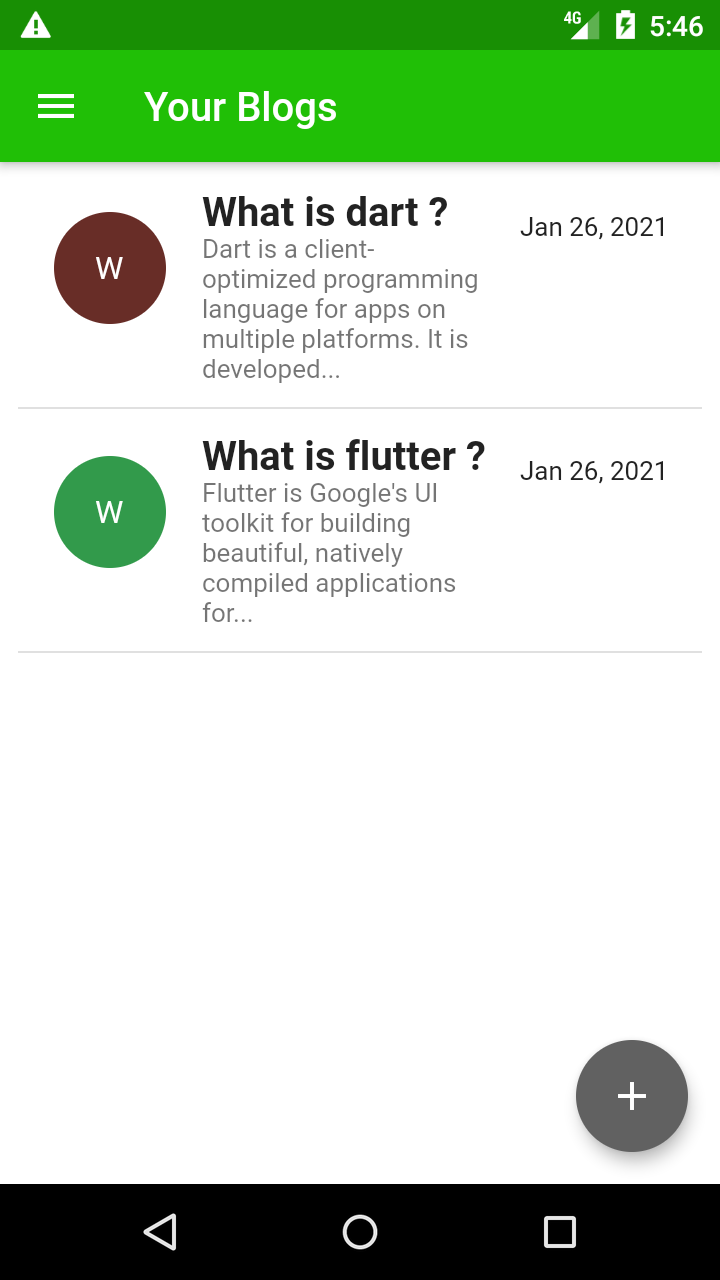 4G 5:46
Your Blogs
What is dart ?
Jan 26, 2021
W
Dart is a client-
optimized programming
language for apps on
multiple platforms. It is
developed...
What is flutter ?
Jan 26, 2021
W
Flutter is Google's UI
toolkit for building
beautiful, natively
compiled applications
for...